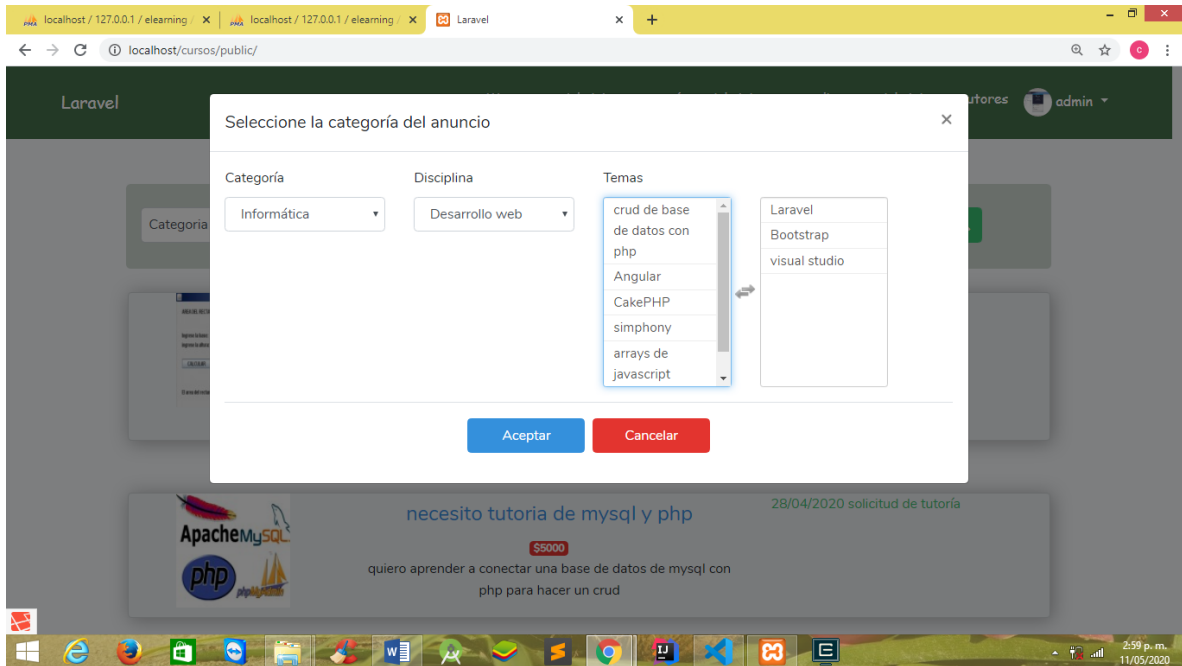 localhost / 127.0.0.1 / elearning /
localhost / 127.0.0.1 / elearning /
Laravel
localhost/cursos/public/
Laravel
utores
admin
Seleccione la categoría del anuncio
Categoría
Disciplina
Temas
Informática
Desarrollo web
crud de base
de datos con
php
Angular
CakePHP
simphony
arrays de
javascript
Laravel
Bootstrap
visual studio
Categoria
Aceptar
Cancelar
necesito tutoria de mysql y php
28/04/2020 solicitud de tutoría
$5000
quiero aprender a conectar una base de datos de mysql con
php para hacer un crud
Apache MySQL
php phpMyAdmin
2:59 p. m.
11/05/2020